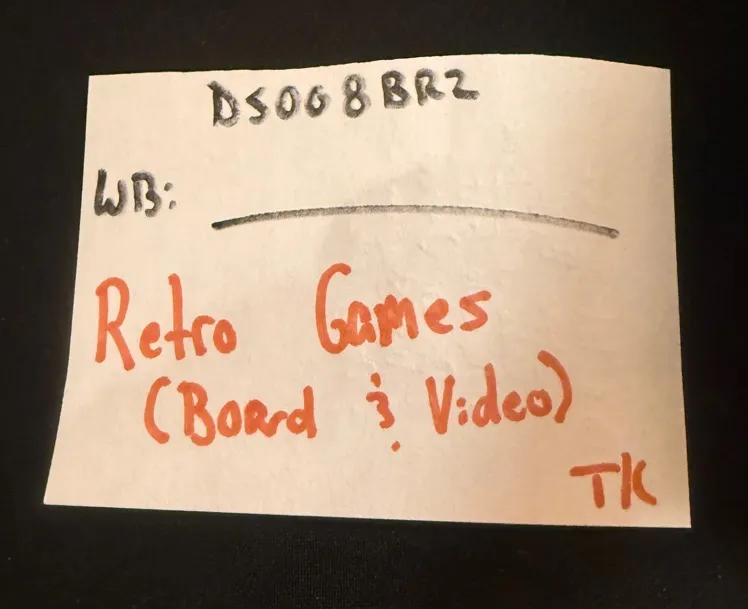 DS008BRZ
WB:
Retro Games
(Board & Video)
TK